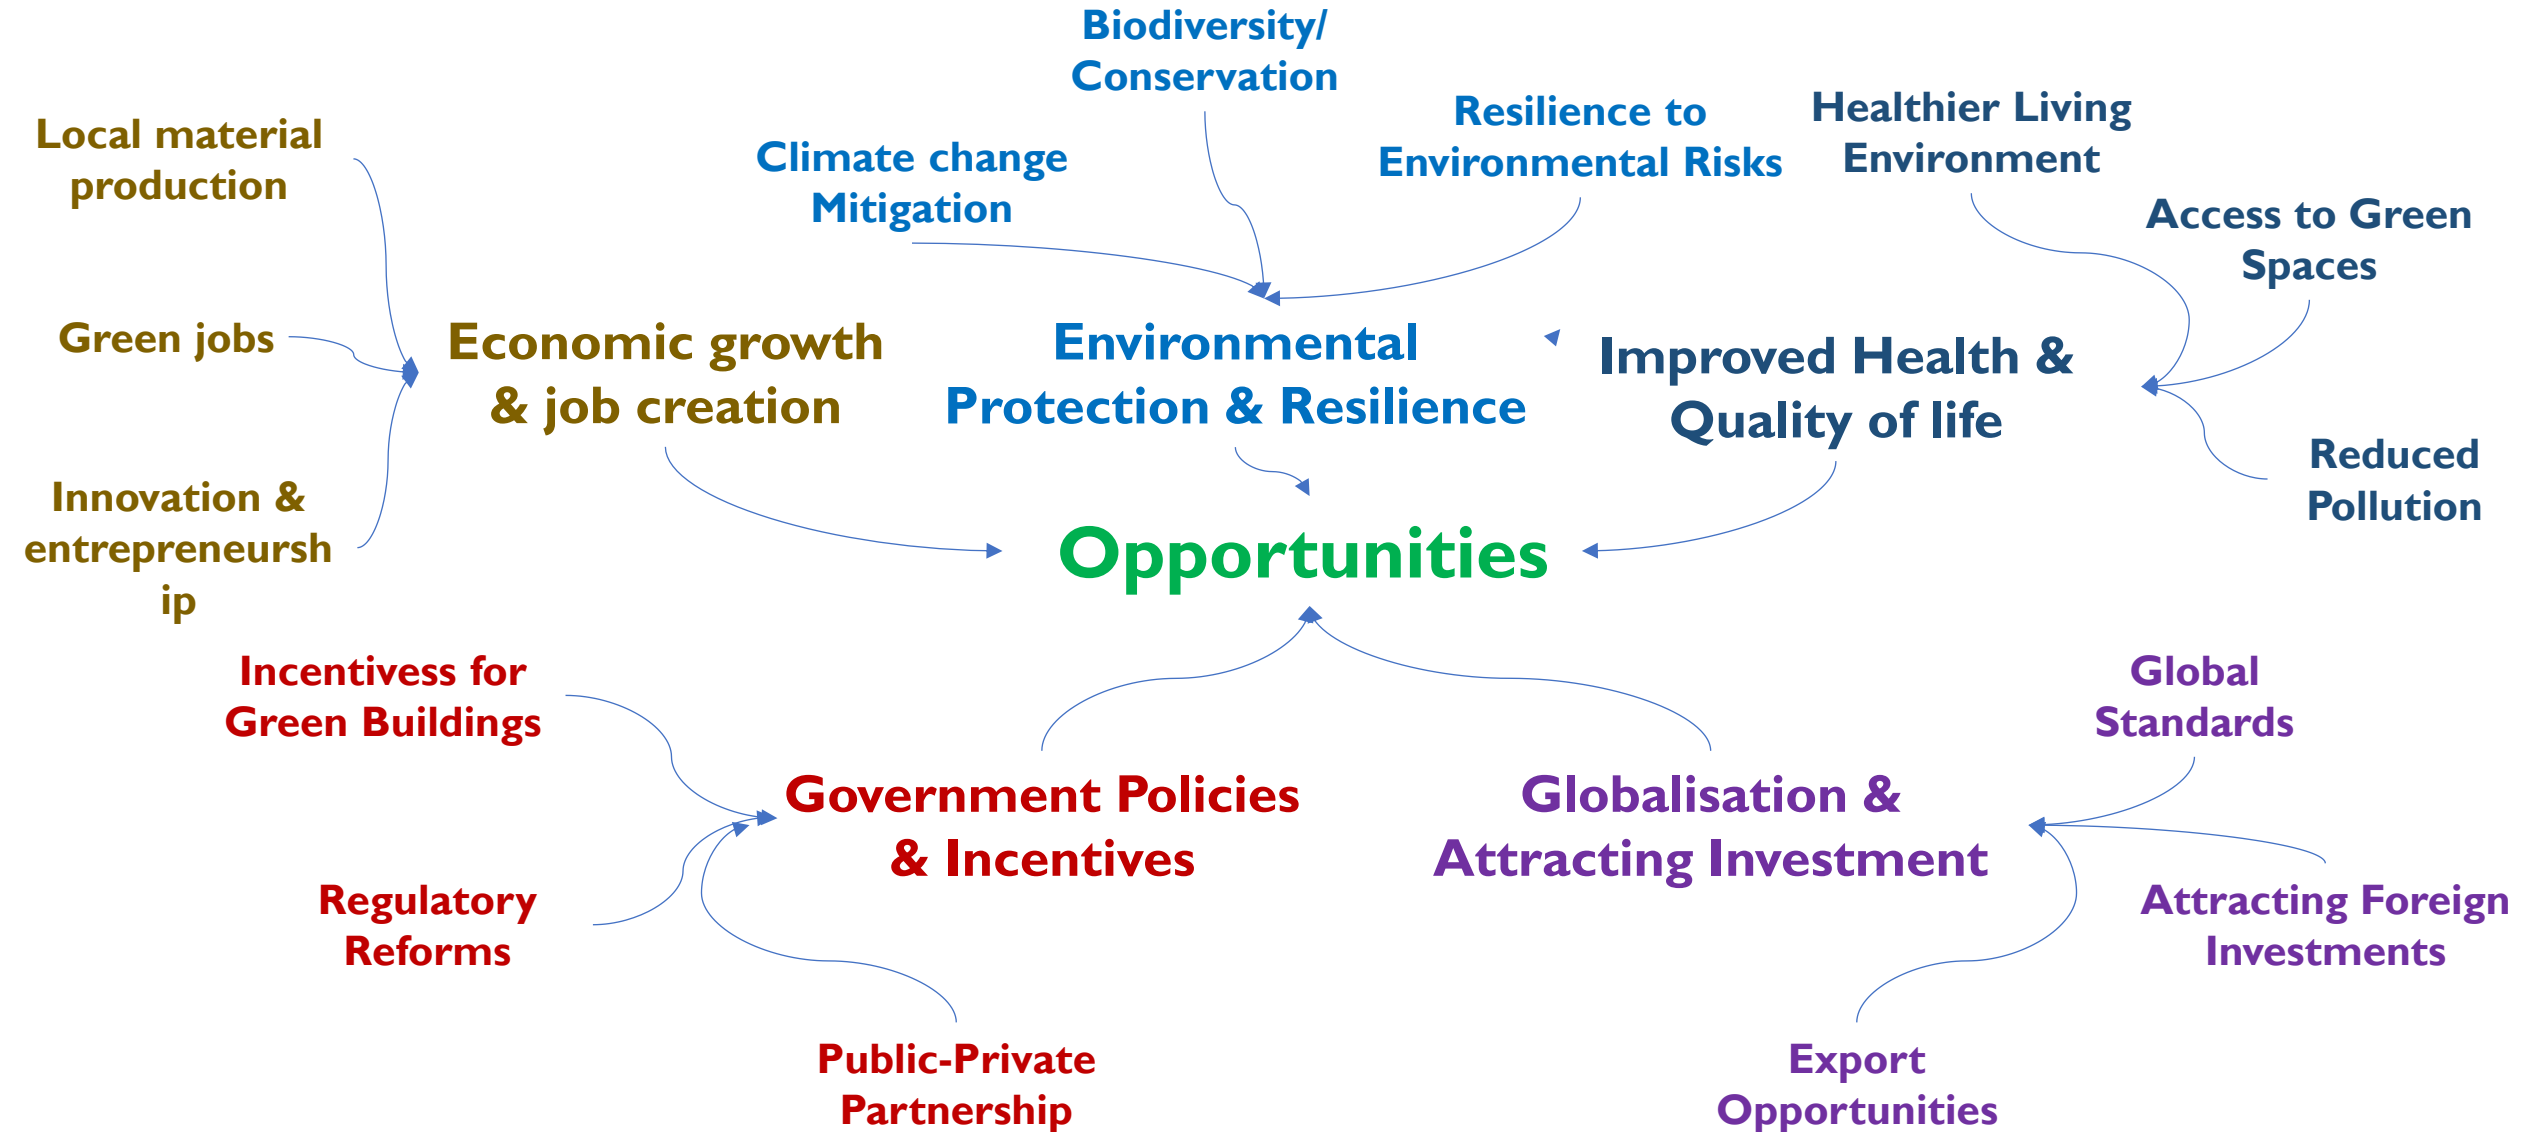 Biodiversity/
Conservation
Local material
production
Climate change
Mitigation
Resilience to
Environmental Risks
Healthier Living
Environment
Access to Green
Spaces
Green jobs
Economic growth
& job creation
Environmental
Protection & Resilience
Improved Health &
Quality of life
Reduced
Pollution
Innovation &
entrepreneursh
ip
Opportunities
Incentivess for
Green Buildings
Government Policies
& Incentives
Globalisation &
Attracting Investment
Global
Standards
Regulatory
Reforms
Attracting Foreign
Investments
Public-Private
Partnership
Export
Opportunities